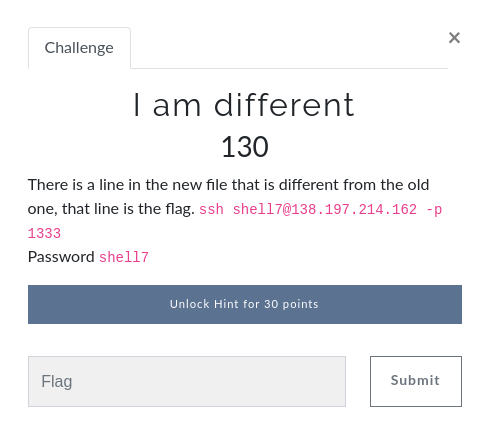 ×
Challenge
I am different
130
There is a line in the new file that is different from the old
one, that line is the flag. ssh shell7@138.197.214.162 -p
1333
Password shell7
Unlock Hint for 30 points
Flag
Submit